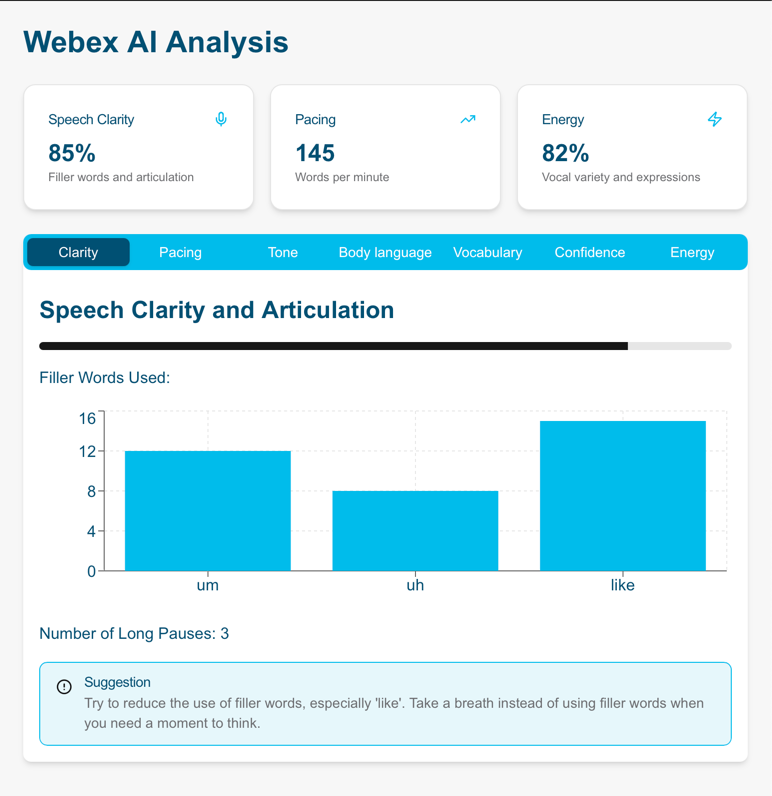 Webex AI Analysis
Speech Clarity
85%
Filler words and articulation
Pacing
145
Words per minute
Energy
82%
Vocal variety and expressions
Clarity
Pacing
Tone
Body language
Vocabulary
Confidence
Energy
Speech Clarity and Articulation
Filler Words Used:
16
12
8
4
0
um
uh
like
Number of Long Pauses: 3
Suggestion
Try to reduce the use of filler words, especially 'like'. Take a breath instead of using filler words when
you need a moment to think.